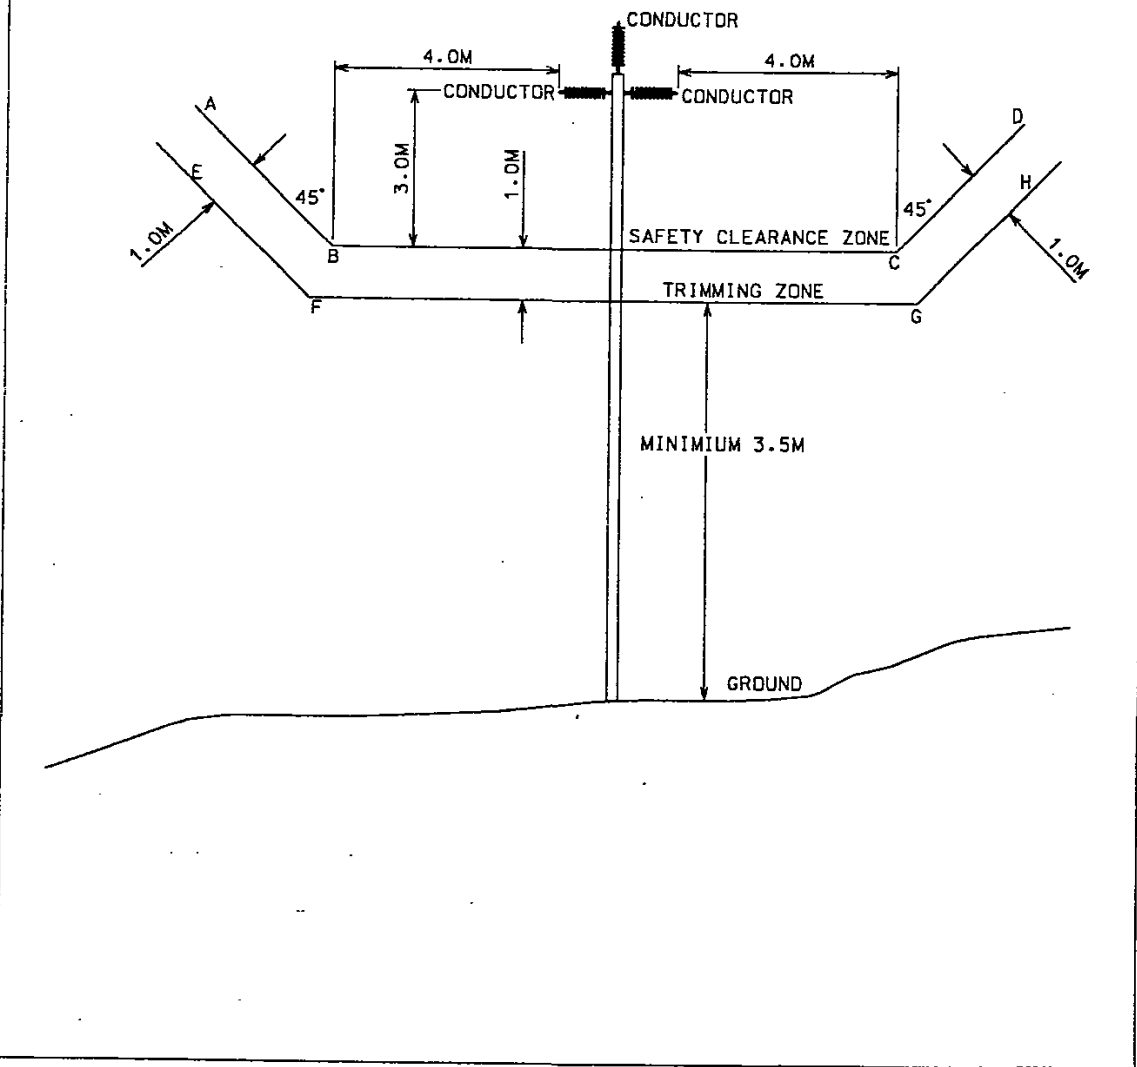 CONDUCTOR
4.0M
4.0M
CONDUCTOR
CONDUCTOR
A
D
3.0M
1.0M
E
H
45°
45°
1.0M
SAFETY CLEARANCE ZONE
1.0M
B
C
TRIMMING ZONE
F
G
MINIMIUM 3.5M
GROUND